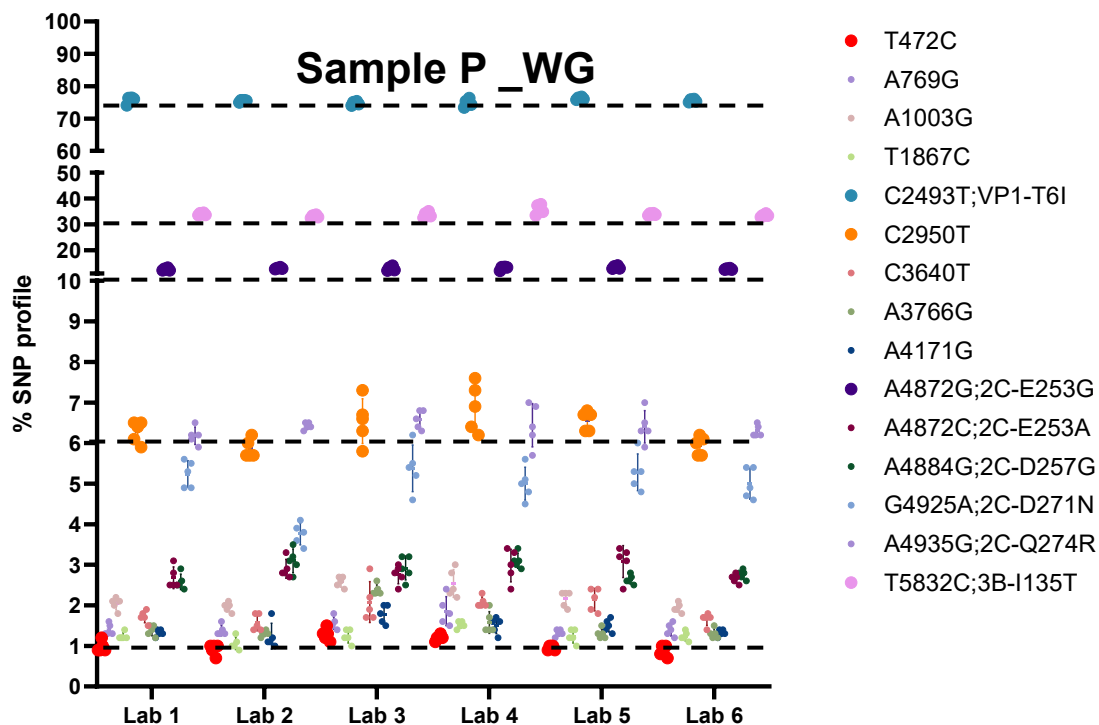 Sample P _WG
% SNP profile
100
90
80
70
60
50
40
30
20
10
9
8
7
6
5
4
3
2
1
0
Lab 1
Lab 2
Lab 3
Lab 4
Lab 5
Lab 6
T472C
A769G
A1003G
T1867C
C2493T;VP1-T6I
C2950T
C3640T
A3766G
A4171G
A4872G;2C-E253G
A4872C;2C-E253A
A4884G;2C-D257G
G4925A;2C-D271N
A4935G;2C-Q274R
T5832C;3B-I135T